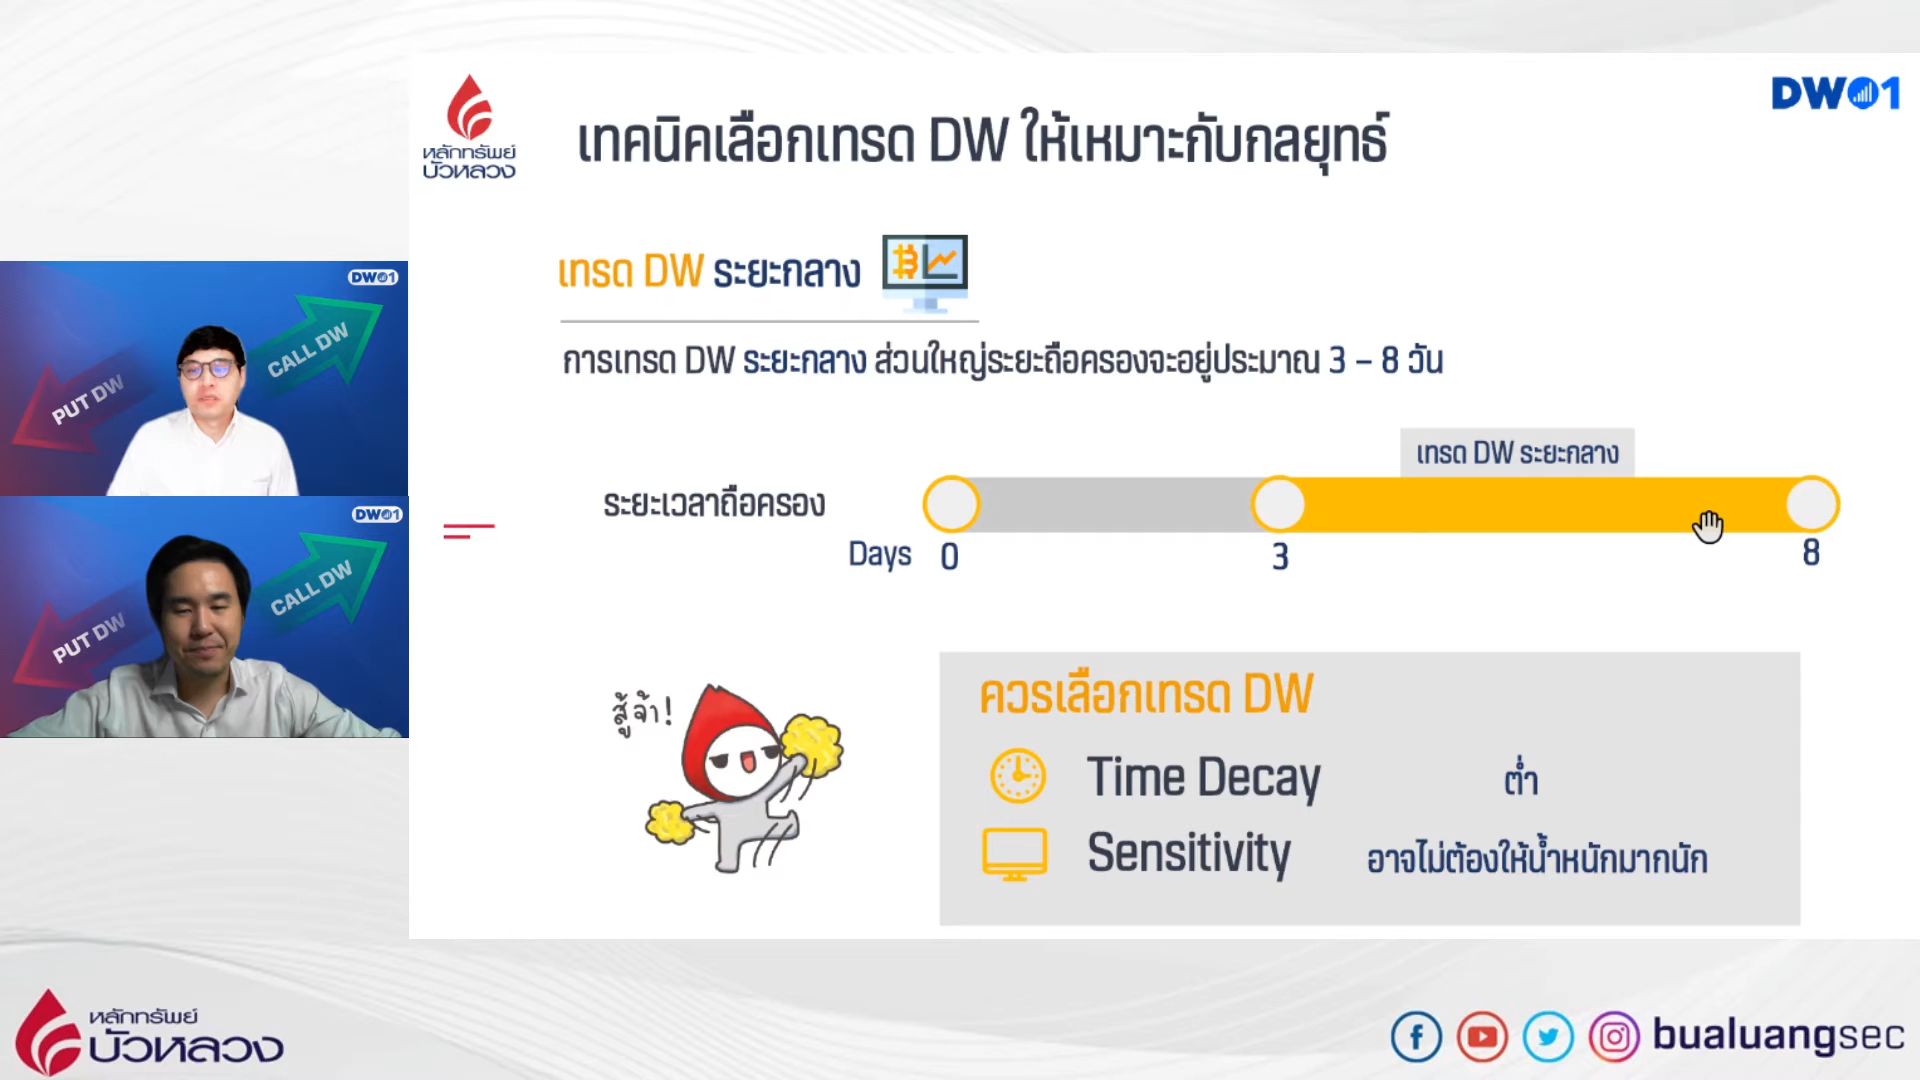 หลักทรัพย์
บัวหลวง
เทคนิคเลือกเทรด DW ให้เหมาะกับกลยุทธ์
DW01
เทรด DW ระยะกลาง
การเทรด DW ระยะกลาง ส่วนใหญ่ระยะถือครองจะอยู่ประมาณ 3 – 8 วัน
เทรด DW ระยะกลาง
ระยะเวลาถือครอง
Days 0 3 8
สู้จ้า!
ควรเลือกเทรด DW
Time Decay ต่ำ
Sensitivity อาจไม่ต้องให้น้ำหนักมากนัก
DW01
CALL DW
PUT DW
DW01
CALL DW
PUT DW
หลักทรัพย์
บัวหลวง
bualuangsec